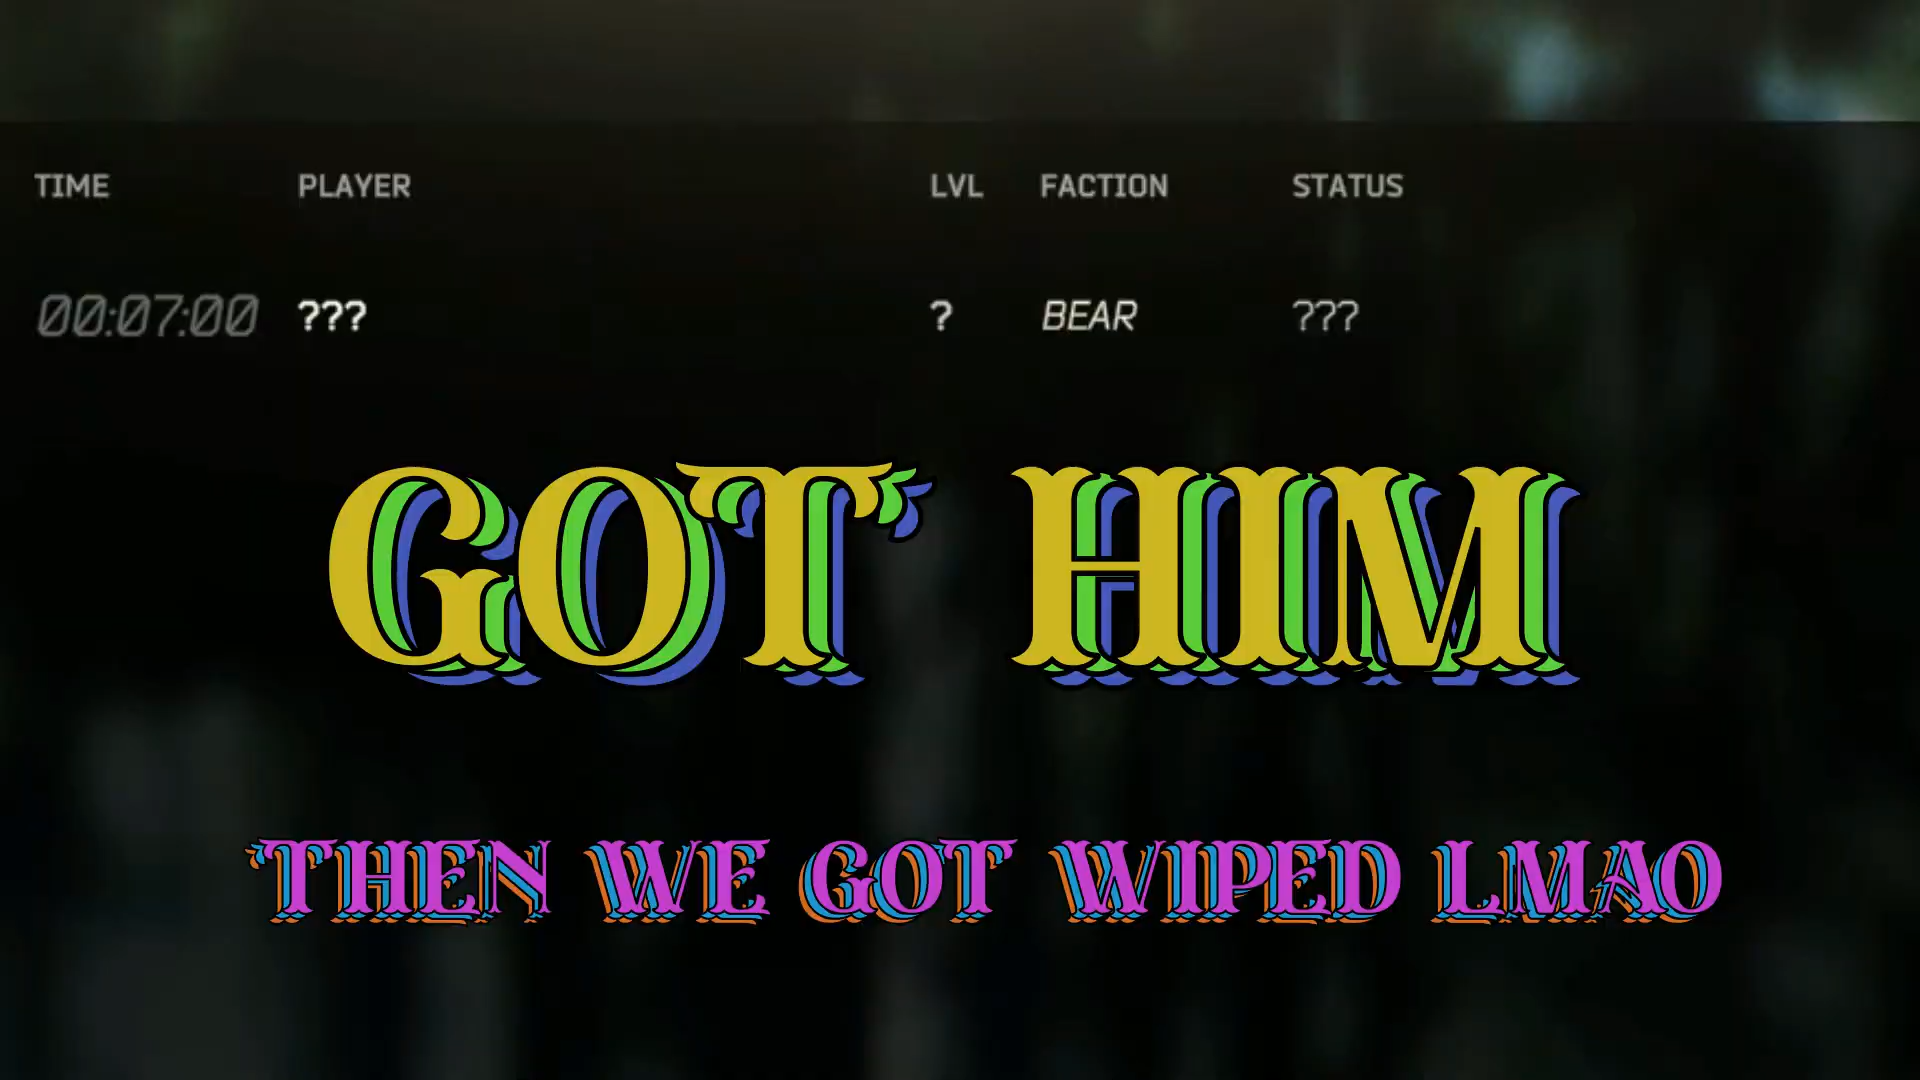 TIME PLAYER LVL FACTION STATUS
00:07:00 ??? ? BEAR ???
GOT HIM
THEN WE GOT WIPED LMAO